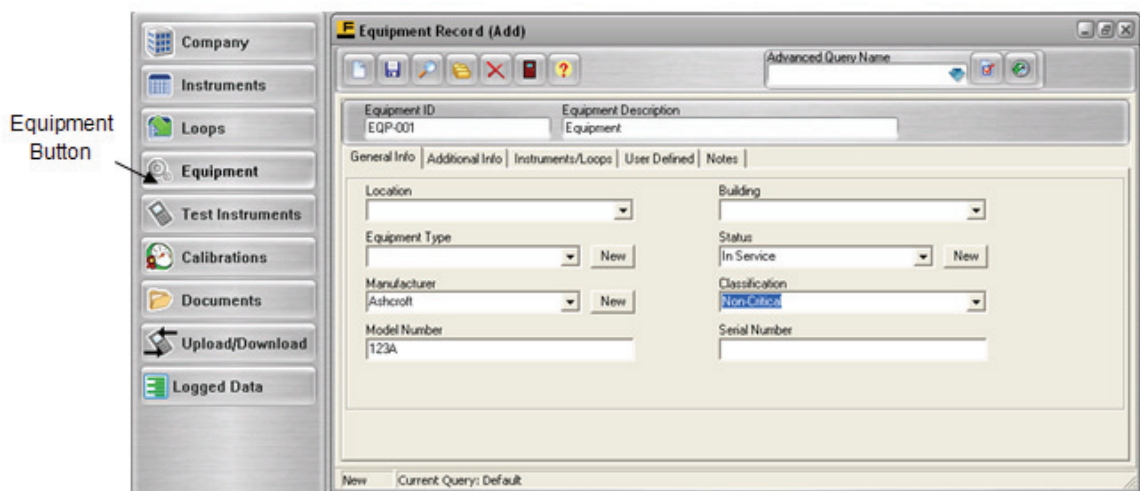 Equipment
Button
Company
Instruments
Loops
Equipment
Test Instruments
Calibrations
Documents
Upload/Download
Logged Data
Equipment Record (Add)
Advanced Query Name
Equipment ID Equipment Description
EQP-001 Equipment
General Info Additional Info Instruments/Loops User Defined Notes
Location Building
Equipment Type Status
New In Service New
Manufacturer Classification
Ashcroft New Non-Critical
Model Number Serial Number
123A
New Current Query: Default